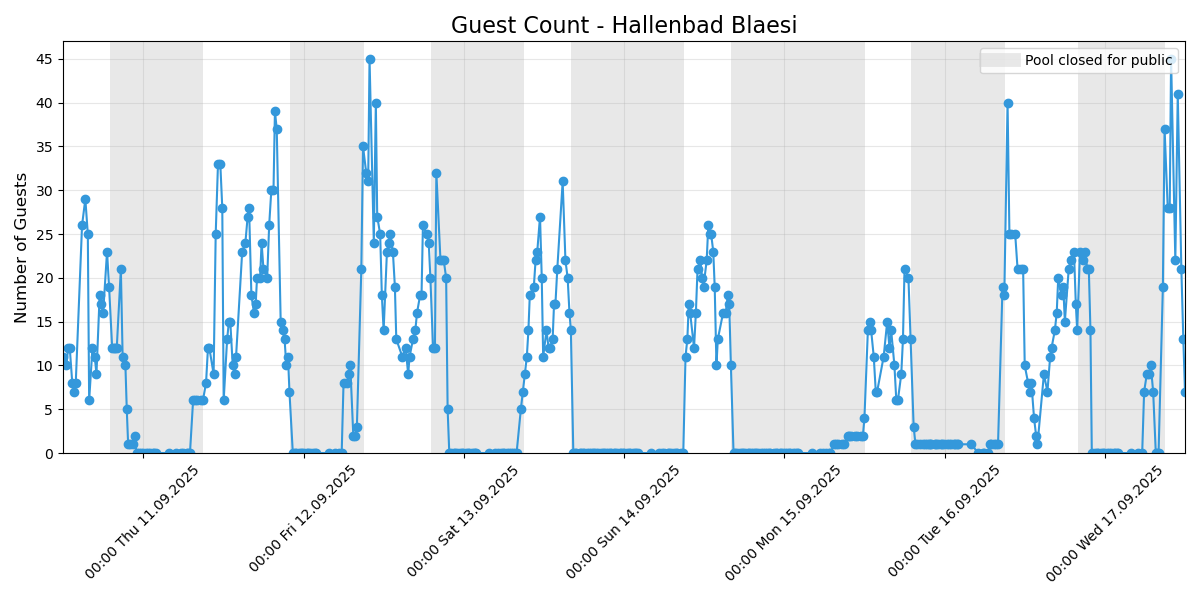 Guest Count - Hallenbad Blaesi
Pool closed for public
Number of Guests
45
40
35
30
25
20
15
10
5
0
00:00 Thu 11.09.2025
00:00 Fri 12.09.2025
00:00 Sat 13.09.2025
00:00 Sun 14.09.2025
00:00 Mon 15.09.2025
00:00 Tue 16.09.2025
00:00 Wed 17.09.2025